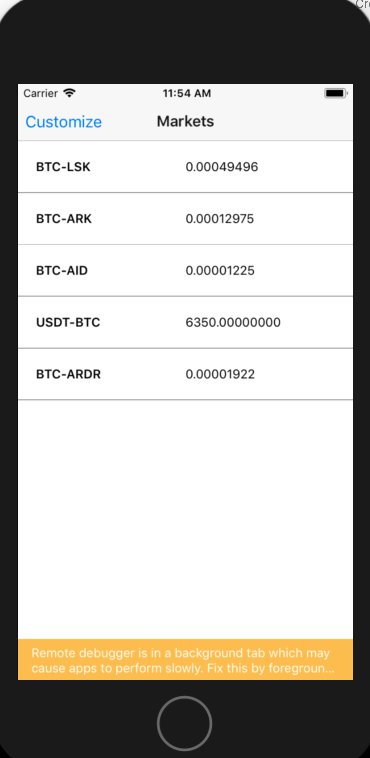 Carrier 11:54 AM
Customize Markets
BTC-LSK 0.00049496
BTC-ARK 0.00012975
BTC-AID 0.00001225
USDT-BTC 6350.00000000
BTC-ARDR 0.00001922
Remote debugger is in a background tab which may
cause apps to perform slowly. Fix this by foregroun...